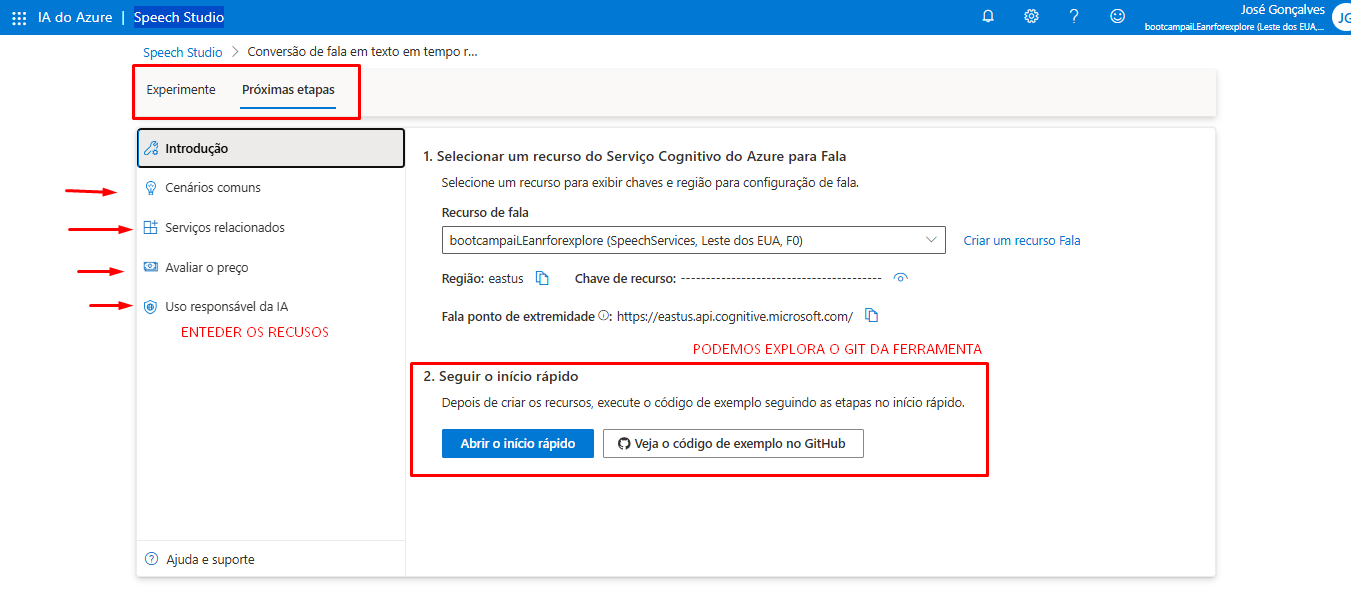 IA do Azure | Speech Studio
José Gonçalves
bootcampaiLEanrforexplore (Leste dos EUA,...
JG
Speech Studio > Conversão de fala em texto em tempo r...
Experimente Próximas etapas
Introdução
Cenários comuns
Serviços relacionados
Avaliar o preço
Uso responsável da IA
ENTEDER OS RECUSOS
Ajuda e suporte
1. Selecionar um recurso do Serviço Cognitivo do Azure para Fala
Selecione um recurso para exibir chaves e região para configuração de fala.
Recurso de fala
bootcampaiLEanrforexplore (SpeechServices, Leste dos EUA, F0)
Criar um recurso Fala
Região: eastus Chave de recurso: ----------------------------------------
Fala ponto de extremidade: https://eastus.api.cognitive.microsoft.com/
PODEMOS EXPLORA O GIT DA FERRAMENTA
2. Seguir o início rápido
Depois de criar os recursos, execute o código de exemplo seguindo as etapas no início rápido.
Abrir o início rápido Veja o código de exemplo no GitHub